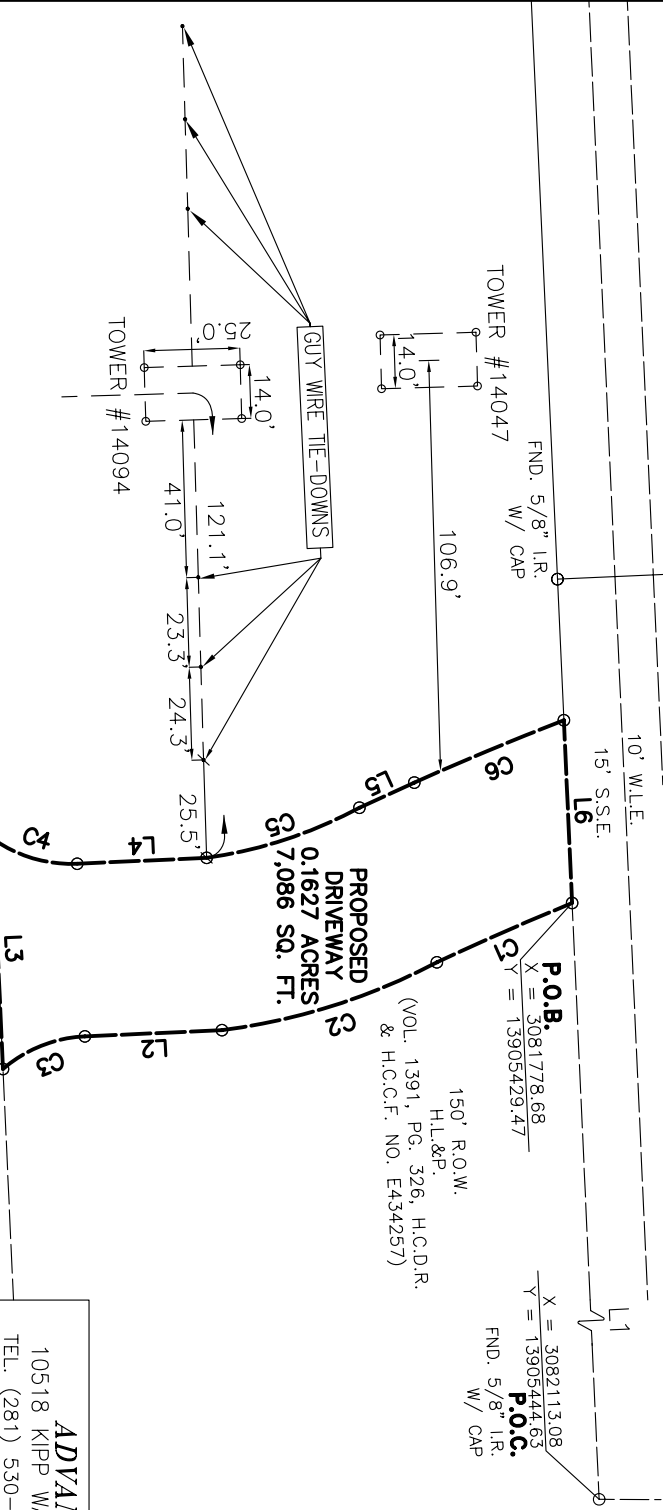 10' W.L.E.
15' S.S.E.
L1
X = 3082113.08
Y = 13905444.63
P.O.C.
FND. 5/8" I.R.
W/ CAP
FND. 5/8" I.R.
W/ CAP
L6
P.O.B.
X = 3081778.68
Y = 13905429.47
TOWER #14047
14.0'
106.9'
C6
C1
L5
150' R.O.W.
H.L.&P.
(VOL. 1391, PG. 326, H.C.D.R.
& H.C.C.F. NO. E434257)
GUY WIRE TIE-DOWNS
PROPOSED
DRIVEWAY
0.1627 ACRES
7,086 SQ. FT.
C5
C2
25.0'
14.0'
TOWER #14094
121.1'
41.0'
23.3'
24.3'
25.5'
L4
L2
C4
C3
L3
ADVA
10518 KIPP WA
TEL. (281) 530-